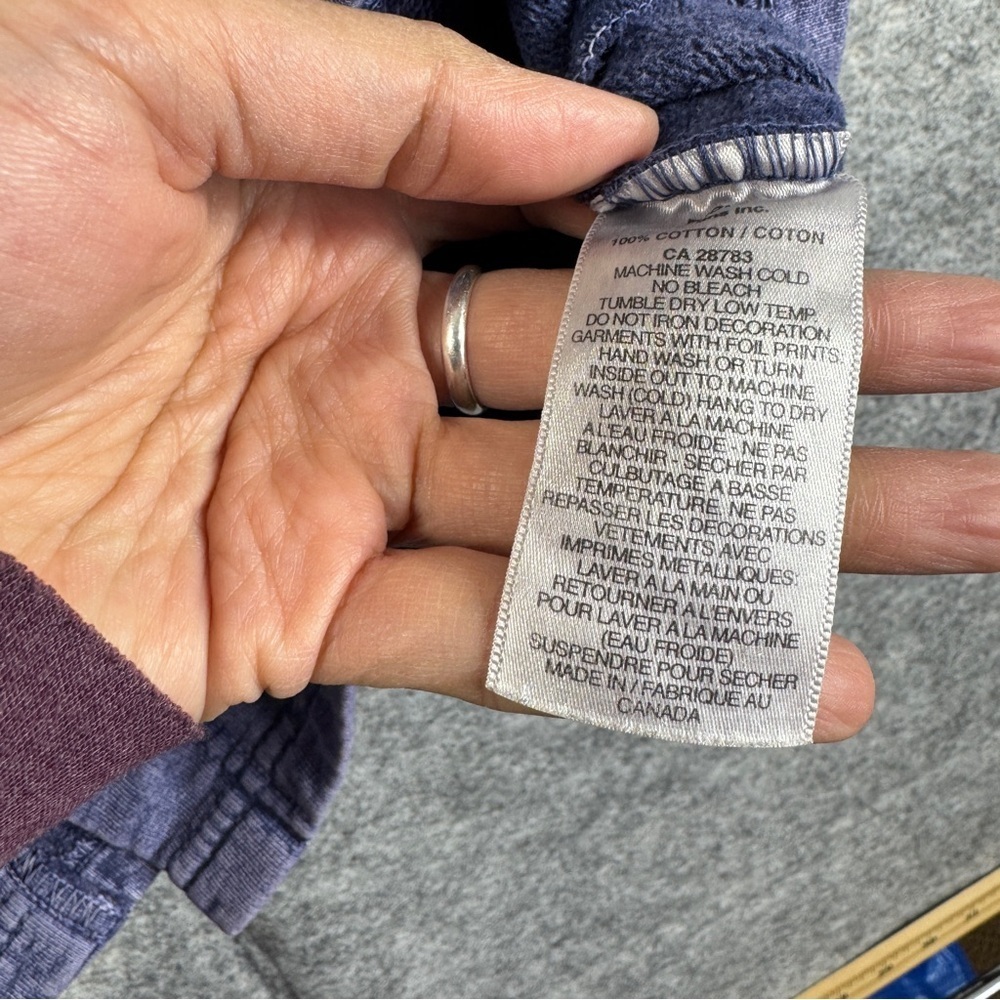 Inc.
100% COTTON / COTON
CA 28783
MACHINE WASH COLD
NO BLEACH
TUMBLE DRY LOW TEMP.
DO NOT IRON DECORATION
GARMENTS WITH FOIL PRINTS:
HAND WASH OR TURN
INSIDE OUT TO MACHINE
WASH (COLD) HANG TO DRY
LAVER A LA MACHINE
A L'EAU FROIDE . NE PAS
BLANCHIR . SECHER PAR
CULBUTAGE A BASSE
TEMPERATURE . NE PAS
REPASSER LES DECORATIONS
VETEMENTS AVEC
IMPRIMES METALLIQUES:
LAVER A LA MAIN OU
RETOURNER A L'ENVERS
POUR LAVER A LA MACHINE
(EAU FROIDE)
SUSPENDRE POUR SECHER
MADE IN / FABRIQUE AU
CANADA